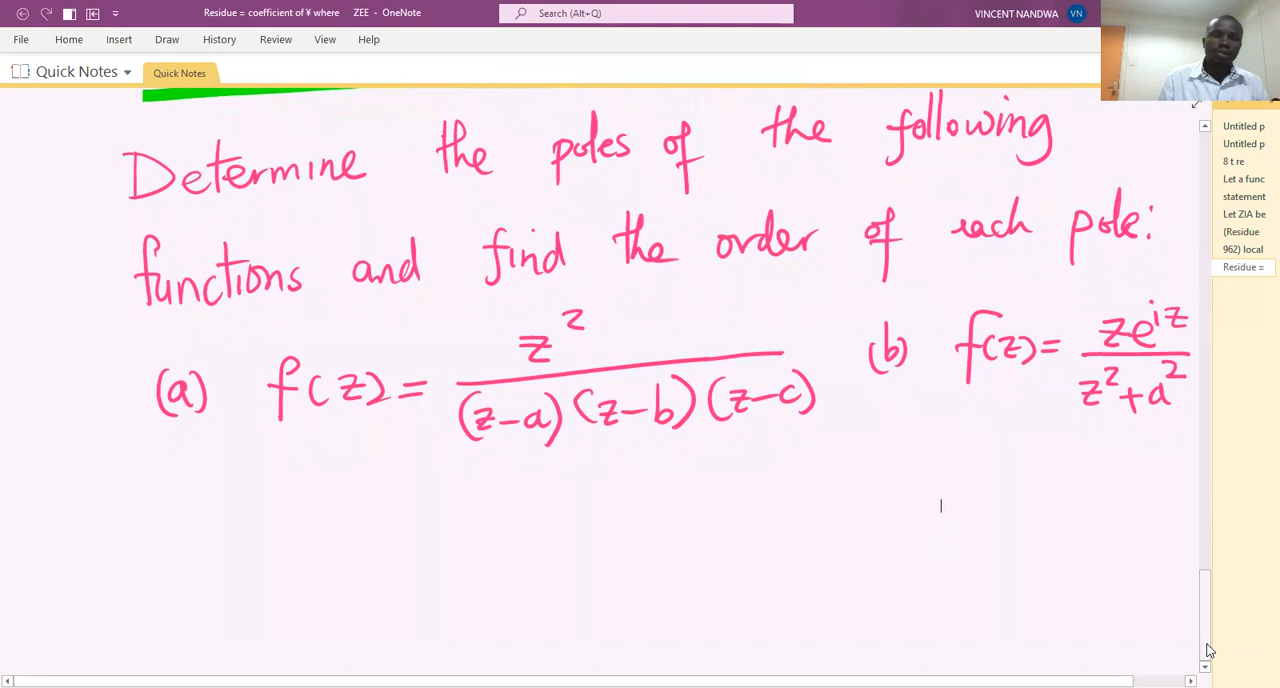 Residue = coefficient of ¥ where ZEE - OneNote
Search (Alt+Q)
VINCENT NANDWA VN
File Home Insert Draw History Review View Help
Quick Notes
Quick Notes
Determine the poles of the following
functions and find the order of each pole:
(a) f(z) = z² / (z-a)(z-b)(z-c) (b) f(z) = ze^{iz} / z²+a²
Untitled p
Untitled p
8 t re
Let a func
statement
Let ZIA be
(Residue
962) local
Residue =